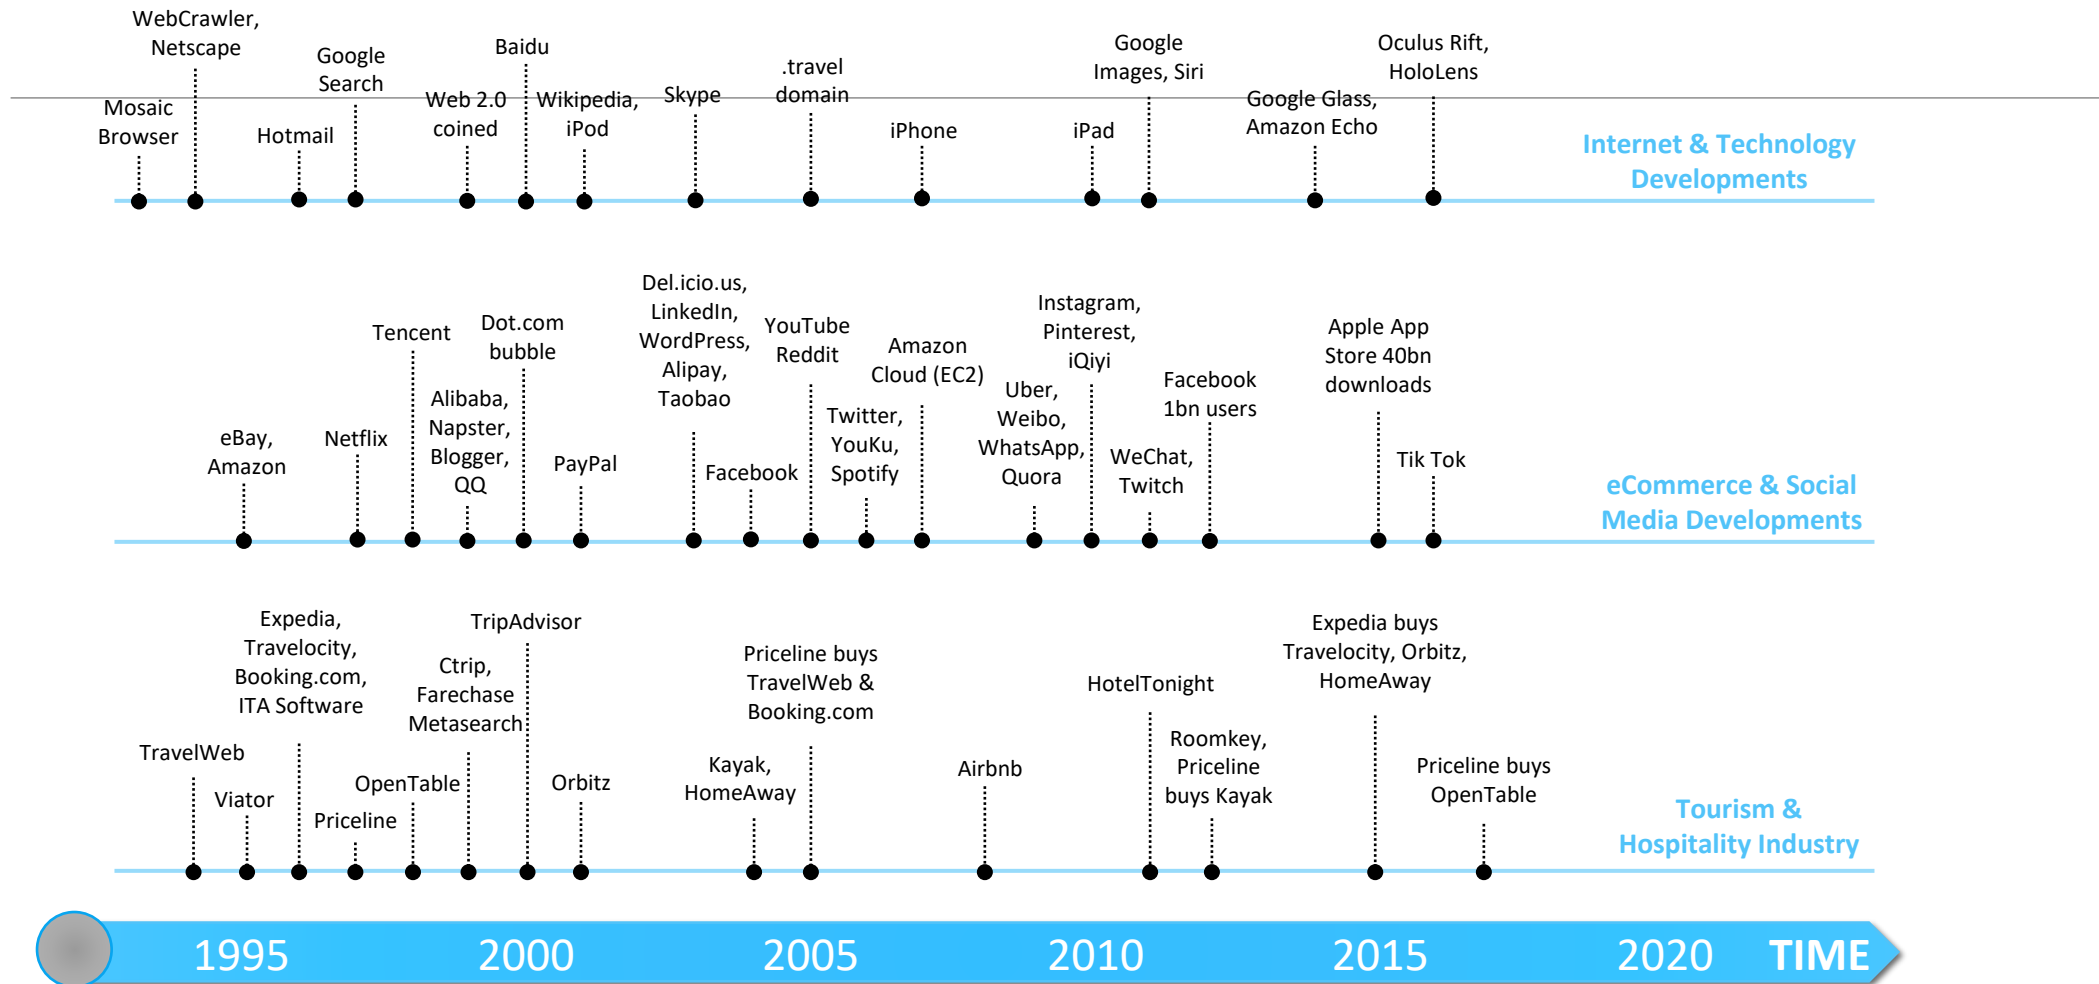 WebCrawler,
Netscape
Mosaic
Browser
Hotmail
Google
Search
Web 2.0
coined
Baidu
Wikipedia,
iPod
Skype
.travel
domain
iPhone
iPad
Google
Images, Siri
Google Glass,
Amazon Echo
Oculus Rift,
HoloLens
Internet & Technology
Developments
eBay,
Amazon
Netflix
Tencent
Alibaba,
Napster,
Blogger,
QQ
Dot.com
bubble
PayPal
Del.icio.us,
LinkedIn,
WordPress,
Alipay,
Taobao
Facebook
YouTube
Reddit
Twitter,
YouKu,
Spotify
Amazon
Cloud (EC2)
Uber,
Weibo,
WhatsApp,
Quora
Instagram,
Pinterest,
iQiyi
WeChat,
Twitch
Facebook
1bn users
Apple App
Store 40bn
downloads
Tik Tok
eCommerce & Social
Media Developments
TravelWeb
Viator
Expedia,
Travelocity,
Booking.com,
ITA Software
Priceline
OpenTable
Ctrip,
Farechase
Metasearch
TripAdvisor
Orbitz
Kayak,
HomeAway
Priceline buys
TravelWeb &
Booking.com
Airbnb
HotelTonight
Roomkey,
Priceline
buys Kayak
Expedia buys
Travelocity, Orbitz,
HomeAway
Priceline buys
OpenTable
Tourism &
Hospitality Industry
1995 2000 2005 2010 2015 2020 TIME